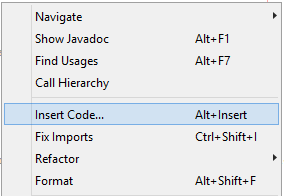 Navigate
Show Javadoc Alt+F1
Find Usages Alt+F7
Call Hierarchy
Insert Code... Alt+Insert
Fix Imports Ctrl+Shift+I
Refactor
Format Alt+Shift+F